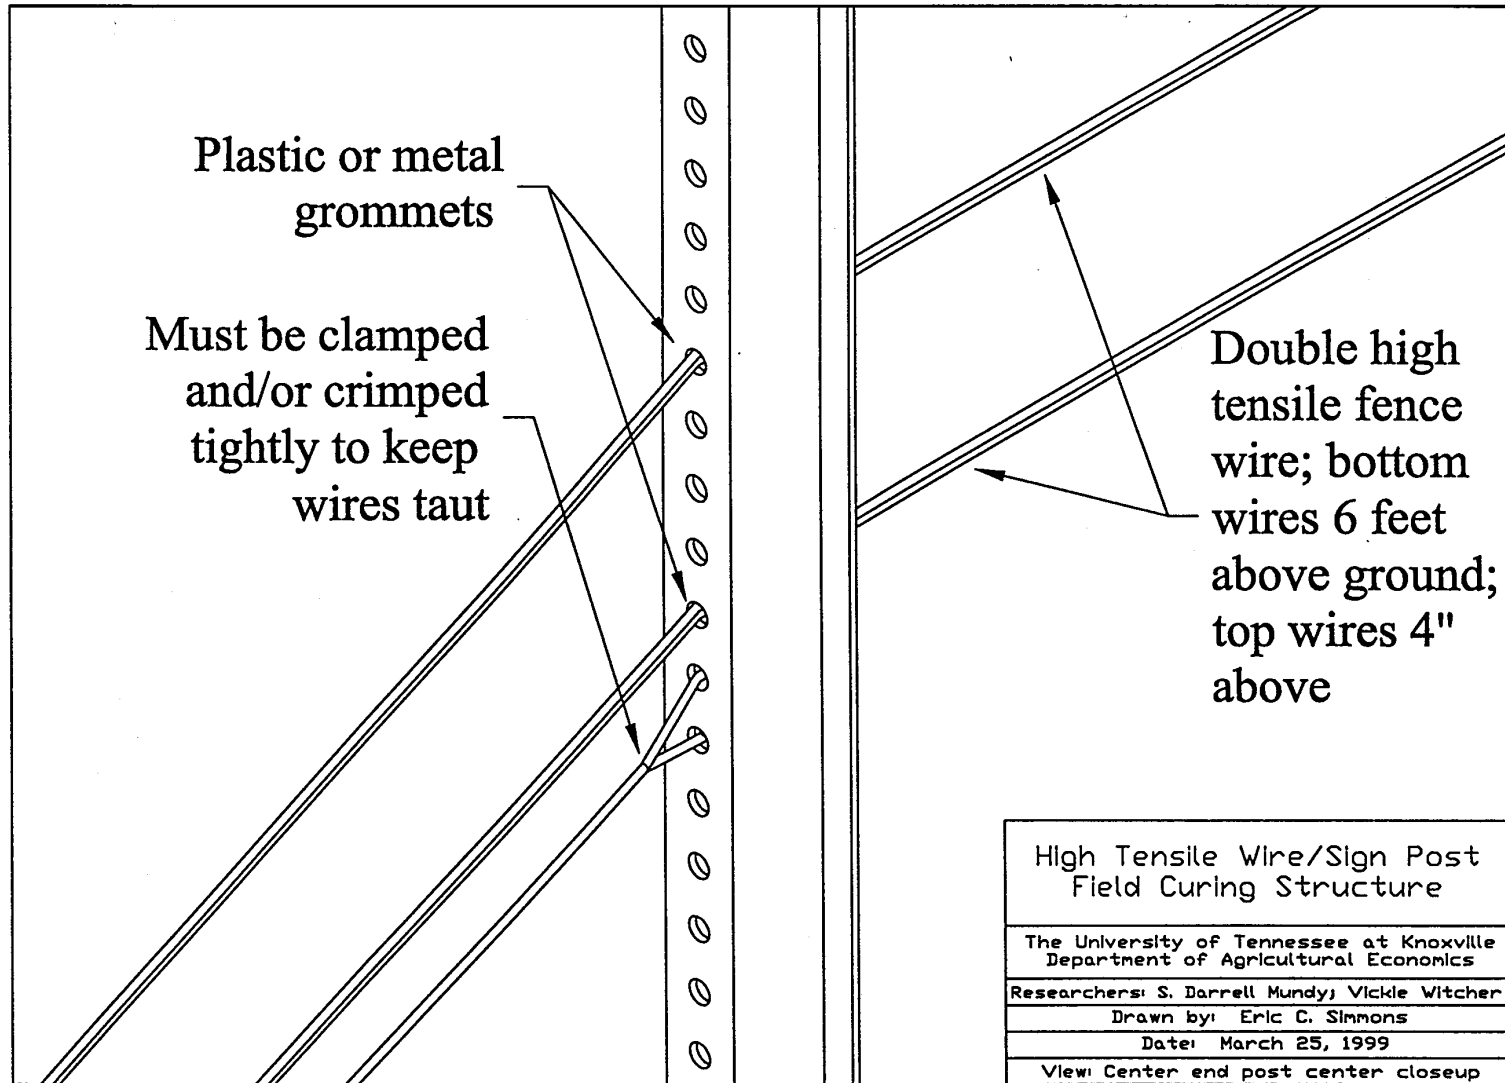 Plastic or metal
grommets
Must be clamped
and/or crimped
tightly to keep
wires taut
Double high
tensile fence
wire; bottom
wires 6 feet
above ground;
top wires 4"
above
High Tensile Wire/Sign Post
Field Curing Structure
The University of Tennessee at Knoxville
Department of Agricultural Economics
Researchers: S. Darrell Mundy; Vickie Witcher
Drawn by: Eric C. Simmons
Date: March 25, 1999
View: Center end post center closeup